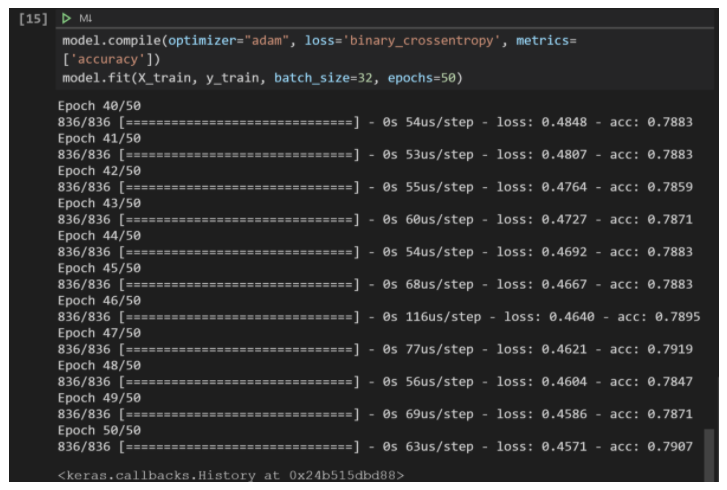 [15] M↓
model.compile(optimizer="adam", loss='binary_crossentropy', metrics=
['accuracy'])
model.fit(X_train, y_train, batch_size=32, epochs=50)
Epoch 40/50
836/836 [==============================] - 0s 54us/step - loss: 0.4848 - acc: 0.7883
Epoch 41/50
836/836 [==============================] - 0s 53us/step - loss: 0.4807 - acc: 0.7883
Epoch 42/50
836/836 [==============================] - 0s 55us/step - loss: 0.4764 - acc: 0.7859
Epoch 43/50
836/836 [==============================] - 0s 60us/step - loss: 0.4727 - acc: 0.7871
Epoch 44/50
836/836 [==============================] - 0s 54us/step - loss: 0.4692 - acc: 0.7883
Epoch 45/50
836/836 [==============================] - 0s 68us/step - loss: 0.4667 - acc: 0.7883
Epoch 46/50
836/836 [==============================] - 0s 116us/step - loss: 0.4640 - acc: 0.7895
Epoch 47/50
836/836 [==============================] - 0s 77us/step - loss: 0.4621 - acc: 0.7919
Epoch 48/50
836/836 [==============================] - 0s 56us/step - loss: 0.4604 - acc: 0.7847
Epoch 49/50
836/836 [==============================] - 0s 69us/step - loss: 0.4586 - acc: 0.7871
Epoch 50/50
836/836 [==============================] - 0s 63us/step - loss: 0.4571 - acc: 0.7907
<keras.callbacks.History at 0x24b515dbd88>